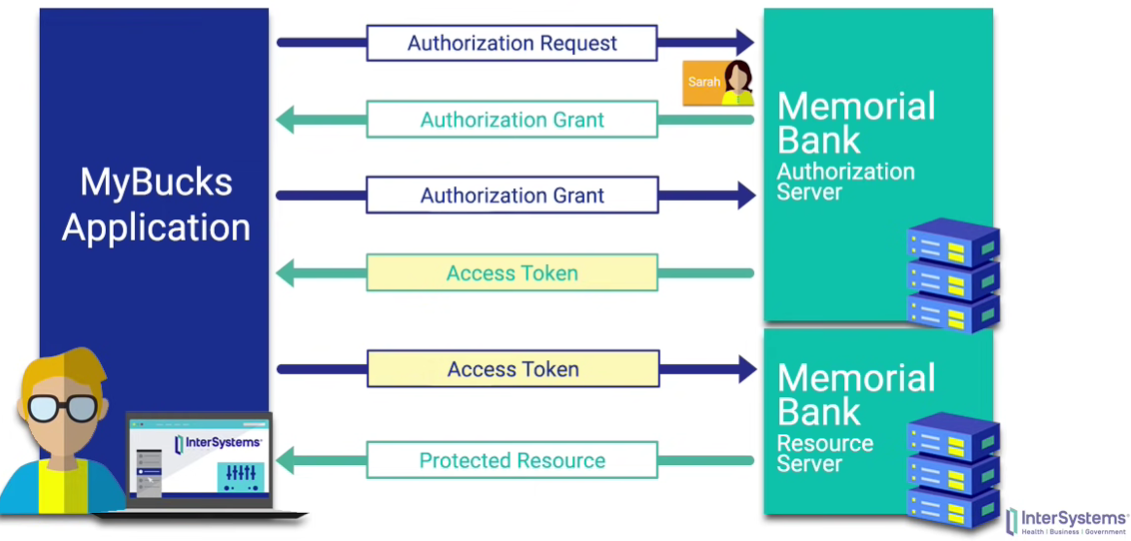 Authorization Request
Sarah
Authorization Grant
Authorization Grant
Access Token
Access Token
Protected Resource
MyBucks
Application
InterSystems
Memorial
Bank
Authorization
Server
Memorial
Bank
Resource
Server
InterSystems
Health | Business | Government